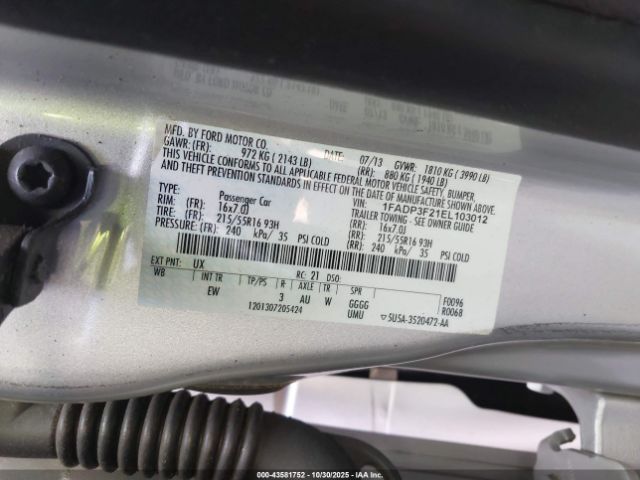 MFD. BY FORD MOTOR CO.
DATE: 07/13 GVWR: 1810 KG ( 3990 LB)
GAWR: (FR): 972 KG ( 2143 LB) (RR): 880 KG ( 1940 LB)
THIS VEHICLE CONFORMS TO ALL APPLICABLE FEDERAL MOTOR VEHICLE SAFETY, BUMPER,
AND THEFT PREVENTION STANDARDS IN EFFECT ON THE DATE OF MANUFACTURE SHOWN ABOVE.
VIN: 1FADP3F21EL103012
TYPE: Passenger Car TRAILER TOWING - SEE OWNER GUIDE
RIM: (FR) 16x7.0J (RR): 16x7.0J
TIRE: (FR) 215/55R16 93H (RR): 215/55R16 93H
PRESSURE: (FR) 240 kPa/ 35 PSI COLD (RR): 240 kPa/ 35 PSI COLD
EXT PNT: UX RC: 21 DSO:
WB INT TR TP/PS R AXLE TR SPR F0096
EW 3 AU W GGGG R0068
UMU
1201307205424 5U5A-3520472-AA
000-43581752 - 10/30/2025 - IAA Inc.